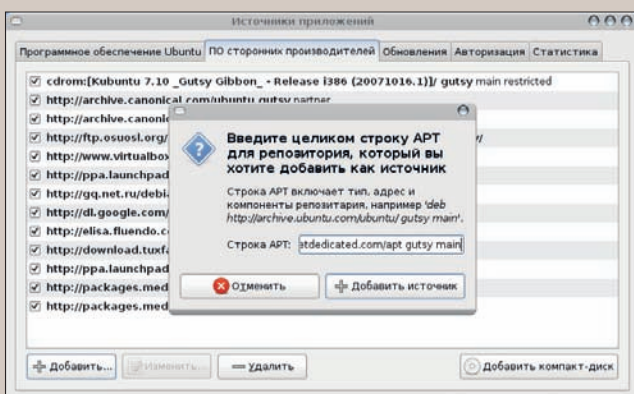 Источники приложений
Программное обеспечение Ubuntu ПО сторонних производителей Обновления Авторизация Статистика
cdrom:[Kubuntu 7.10 _Gutsy Gibbon_ - Release i386 (20071016.1)]/ gutsy main restricted
http://archive.canonical.com/ubuntu gutsy partner
http://archive.canonic
http://ftp.osuosl.org/
http://www.virtualbox
http://ppa.launchpad
http://gq.net.ru/debi
http://dl.google.com/
http://elisa.fluendo.c
http://download.tuxfa
http://ppa.launchpad
http://packages.med
http://packages.med
Введите целиком строку APT
для репозитория, который вы
хотите добавить как источник
Строка APT включает тип, адрес и
компоненты репозитария, например 'deb
http://archive.ubuntu.com/ubuntu/ gutsy main'.
Строка APT: etdedicated.com/apt gutsy main
Отменить Добавить источник
Добавить... Изменить... Удалить Добавить компакт-диск